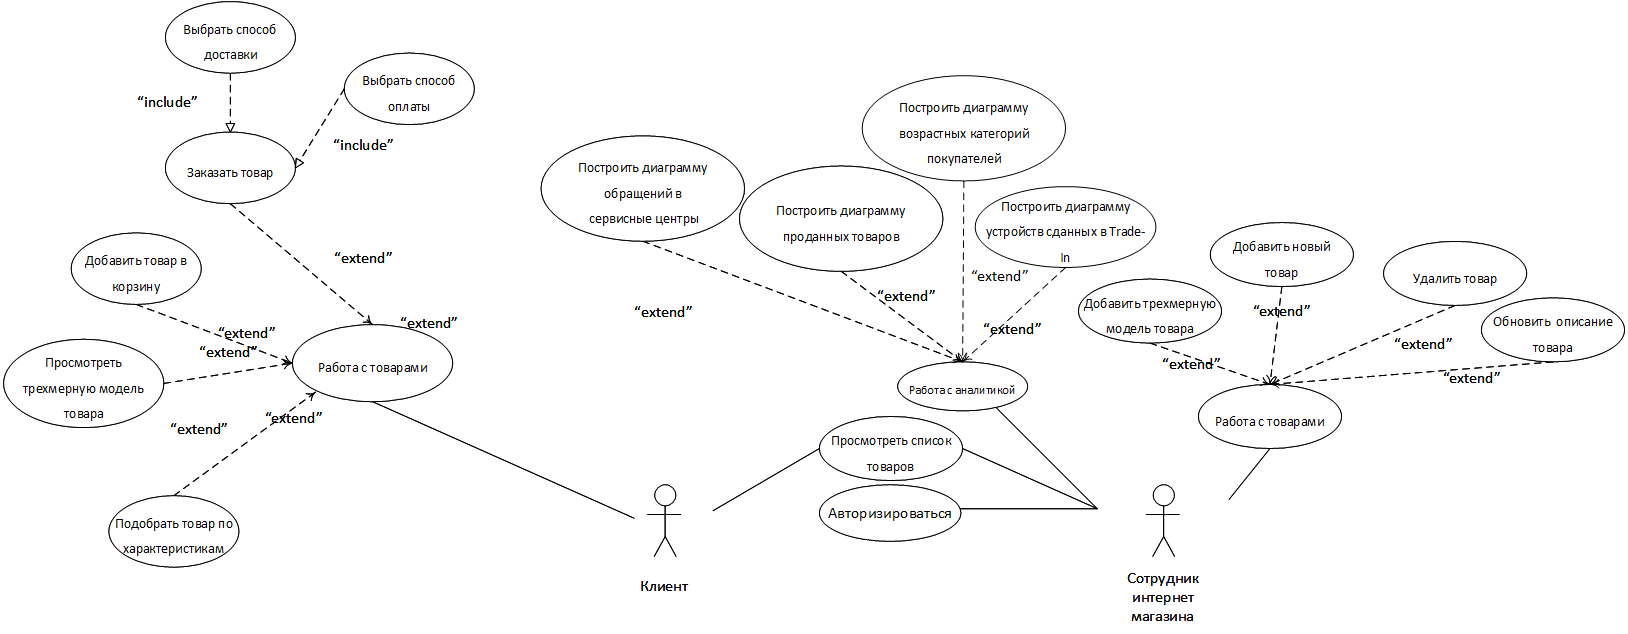 Выбрать способ
доставки
“include”
Выбрать способ
оплаты
“include”
Заказать товар
“extend”
Добавить товар в
корзину
“extend”
“extend”
“extend”
Просмотреть
трехмерную модель
товара
Работа с товарами
“extend”
“extend”
Подобрать товар по
характеристикам
Клиент
Построить диаграмму
обращений в
сервисные центры
Построить диаграмму
проданных товаров
Построить диаграмму
возрастных категорий
покупателей
Построить диаграмму
устройств сданных в Trade-
In
“extend”
“extend”
“extend”
“extend”
Работа с аналитикой
Просмотреть список
товаров
Авторизироваться
Добавить трехмерную
модель товара
Добавить новый
товар
Удалить товар
Обновить описание
товара
“extend”
“extend”
“extend”
“extend”
Работа с товарами
Сотрудник
интернет
магазина